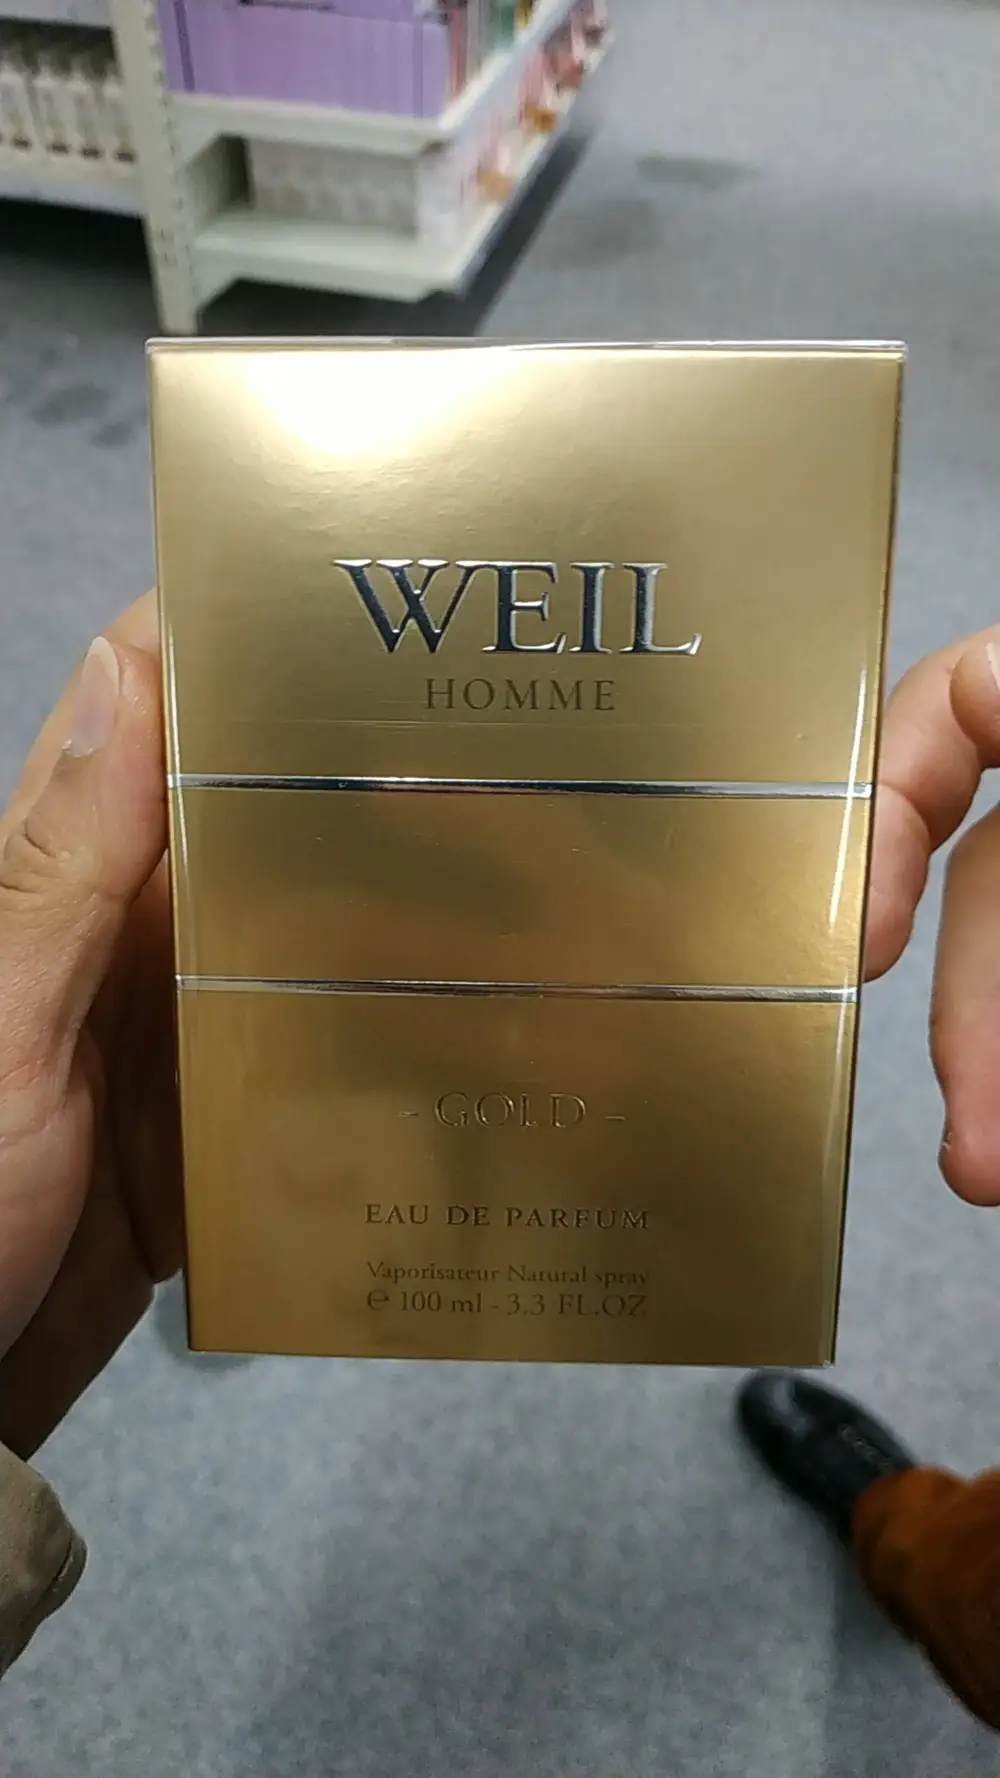 WEIL
HOMME
- GOLD -
EAU DE PARFUM
Vaporisateur Natural spray
℮ 100 ml - 3.3 FL.OZ